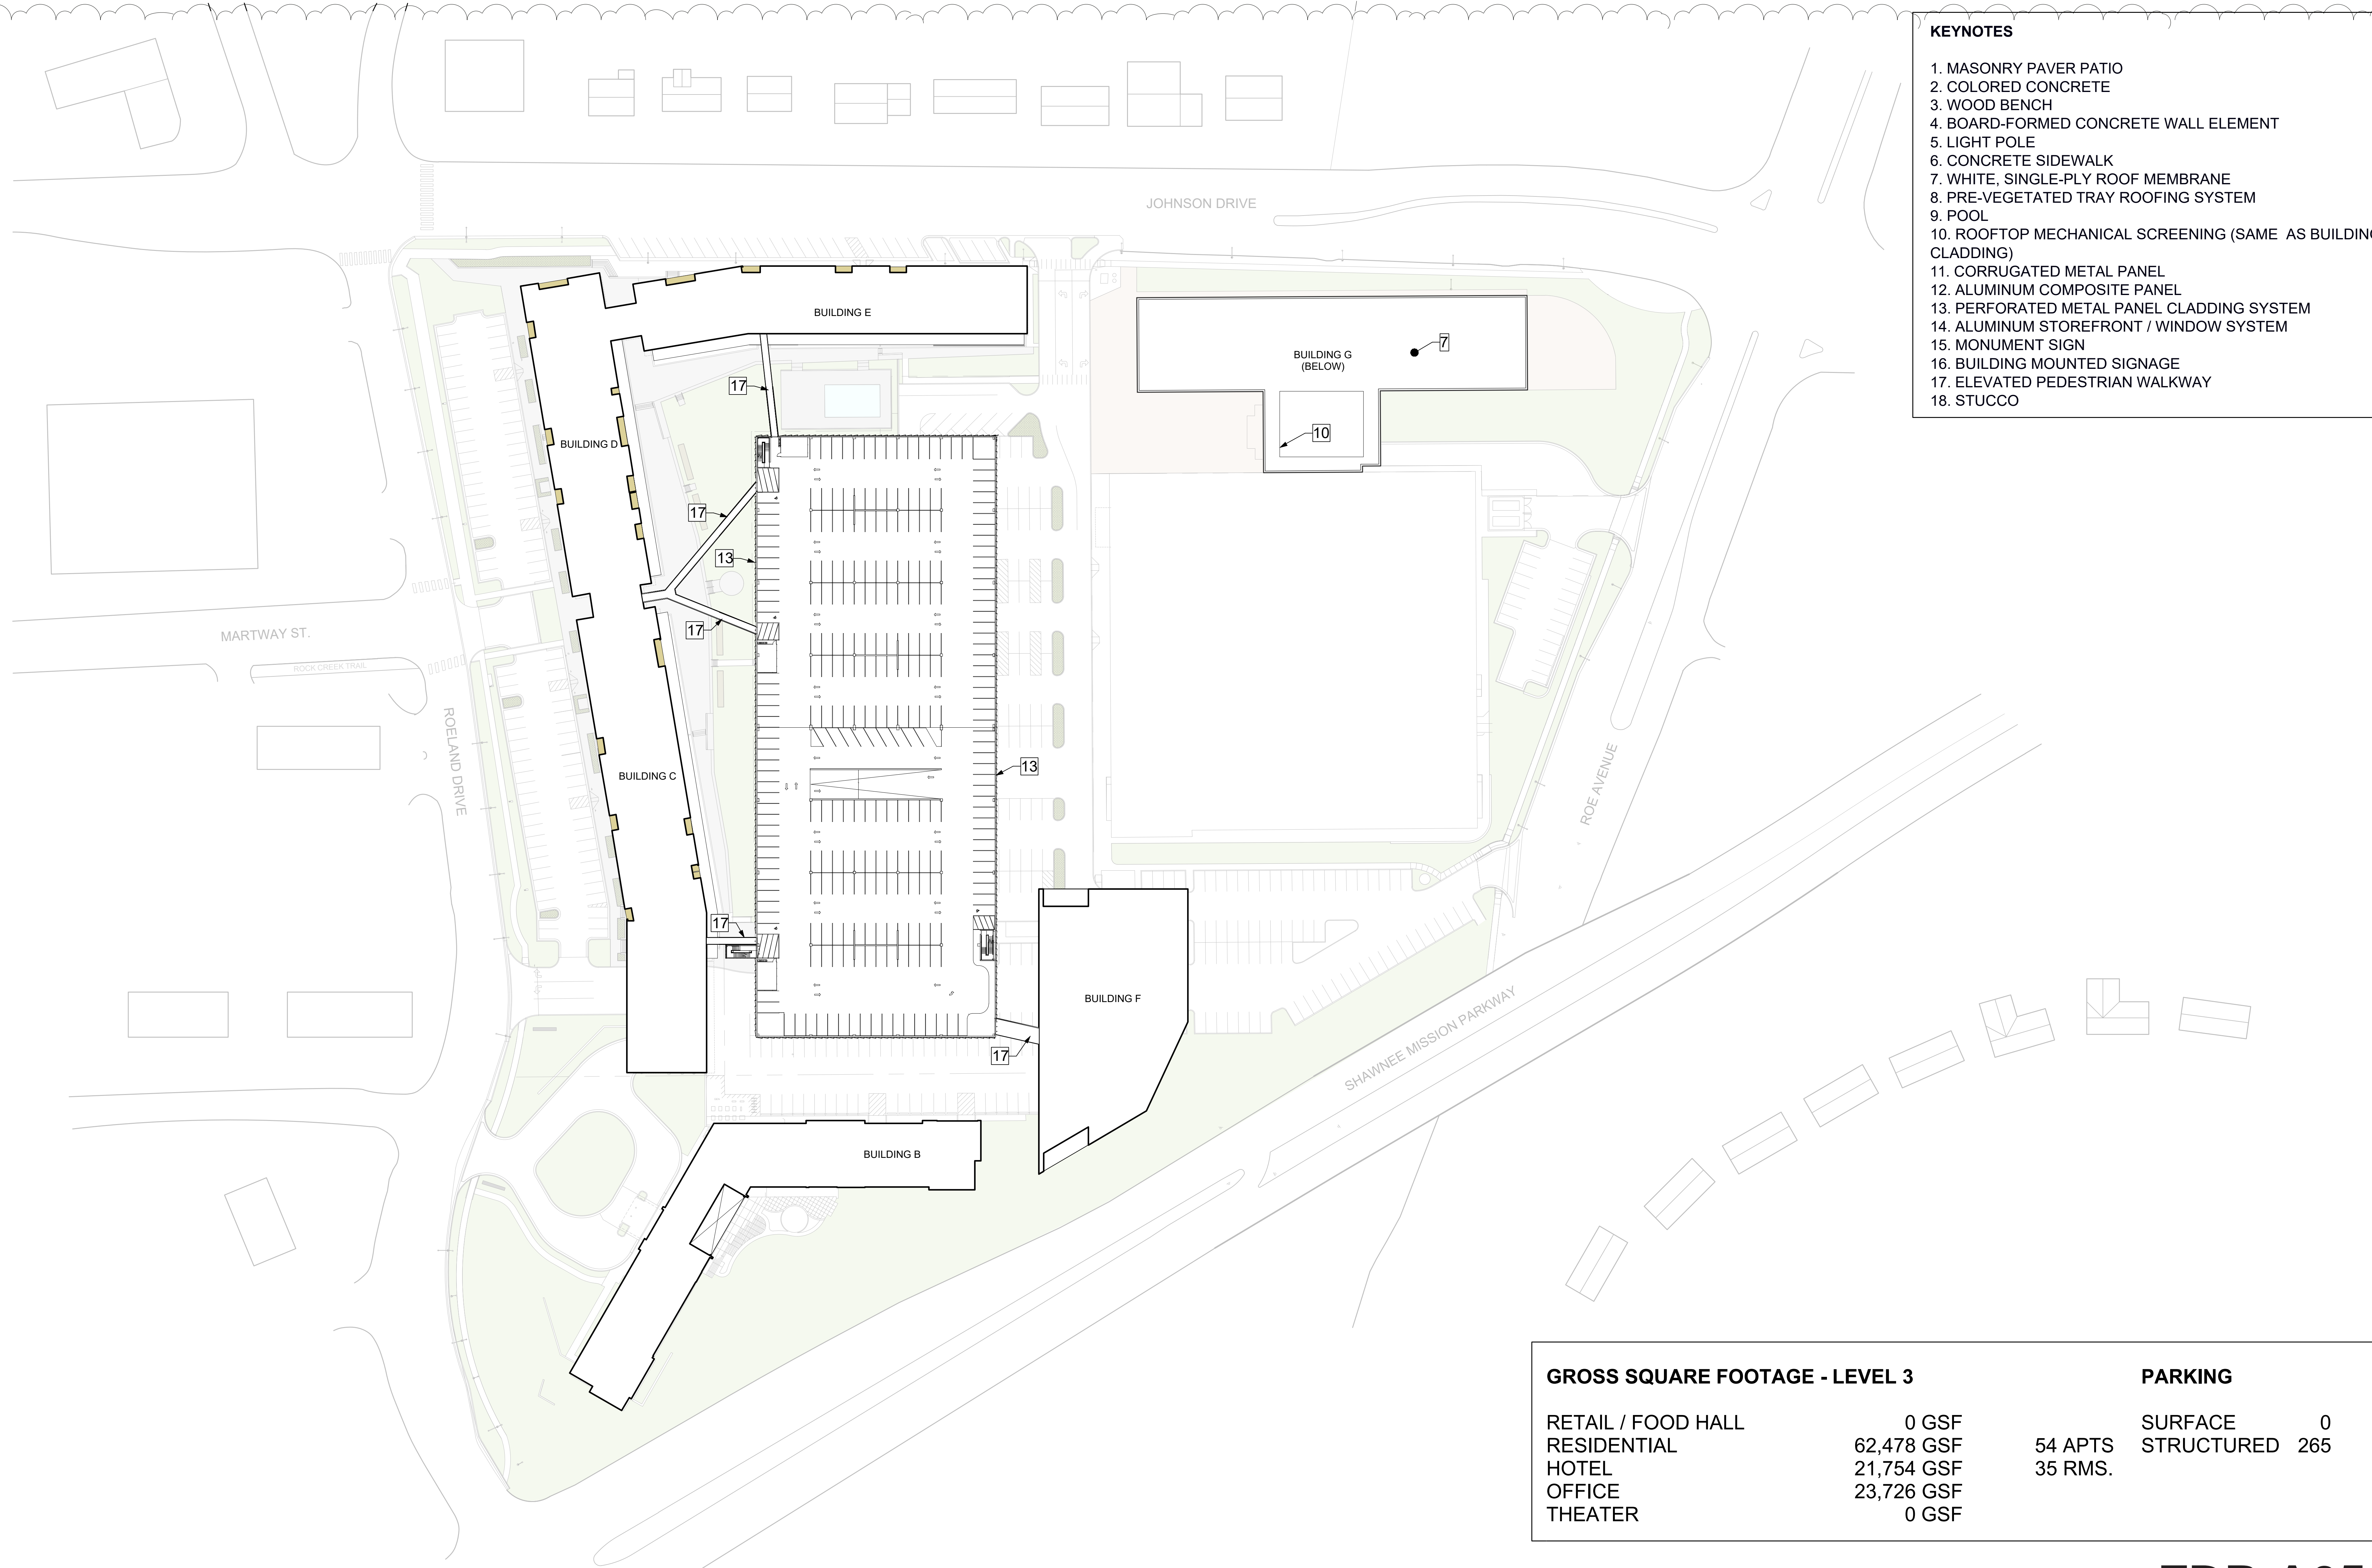 KEYNOTES
1. MASONRY PAVER PATIO
2. COLORED CONCRETE
3. WOOD BENCH
4. BOARD-FORMED CONCRETE WALL ELEMENT
5. LIGHT POLE
6. CONCRETE SIDEWALK
7. WHITE, SINGLE-PLY ROOF MEMBRANE
8. PRE-VEGETATED TRAY ROOFING SYSTEM
9. POOL
10. ROOFTOP MECHANICAL SCREENING (SAME AS BUILDING
CLADDING)
11. CORRUGATED METAL PANEL
12. ALUMINUM COMPOSITE PANEL
13. PERFORATED METAL PANEL CLADDING SYSTEM
14. ALUMINUM STOREFRONT / WINDOW SYSTEM
15. MONUMENT SIGN
16. BUILDING MOUNTED SIGNAGE
17. ELEVATED PEDESTRIAN WALKWAY
18. STUCCO
JOHNSON DRIVE
BUILDING E
BUILDING G
(BELOW)
7
17
10
BUILDING D
17
13
17
MARTWAY ST.
ROCK CREEK TRAIL
ROELAND DRIVE
BUILDING C
13
ROE AVENUE
17
BUILDING F
17
SHAWNEE MISSION PARKWAY
BUILDING B
GROSS SQUARE FOOTAGE - LEVEL 3 PARKING
RETAIL / FOOD HALL 0 GSF SURFACE 0
RESIDENTIAL 62,478 GSF 54 APTS STRUCTURED 265
HOTEL 21,754 GSF 35 RMS.
OFFICE 23,726 GSF
THEATER 0 GSF